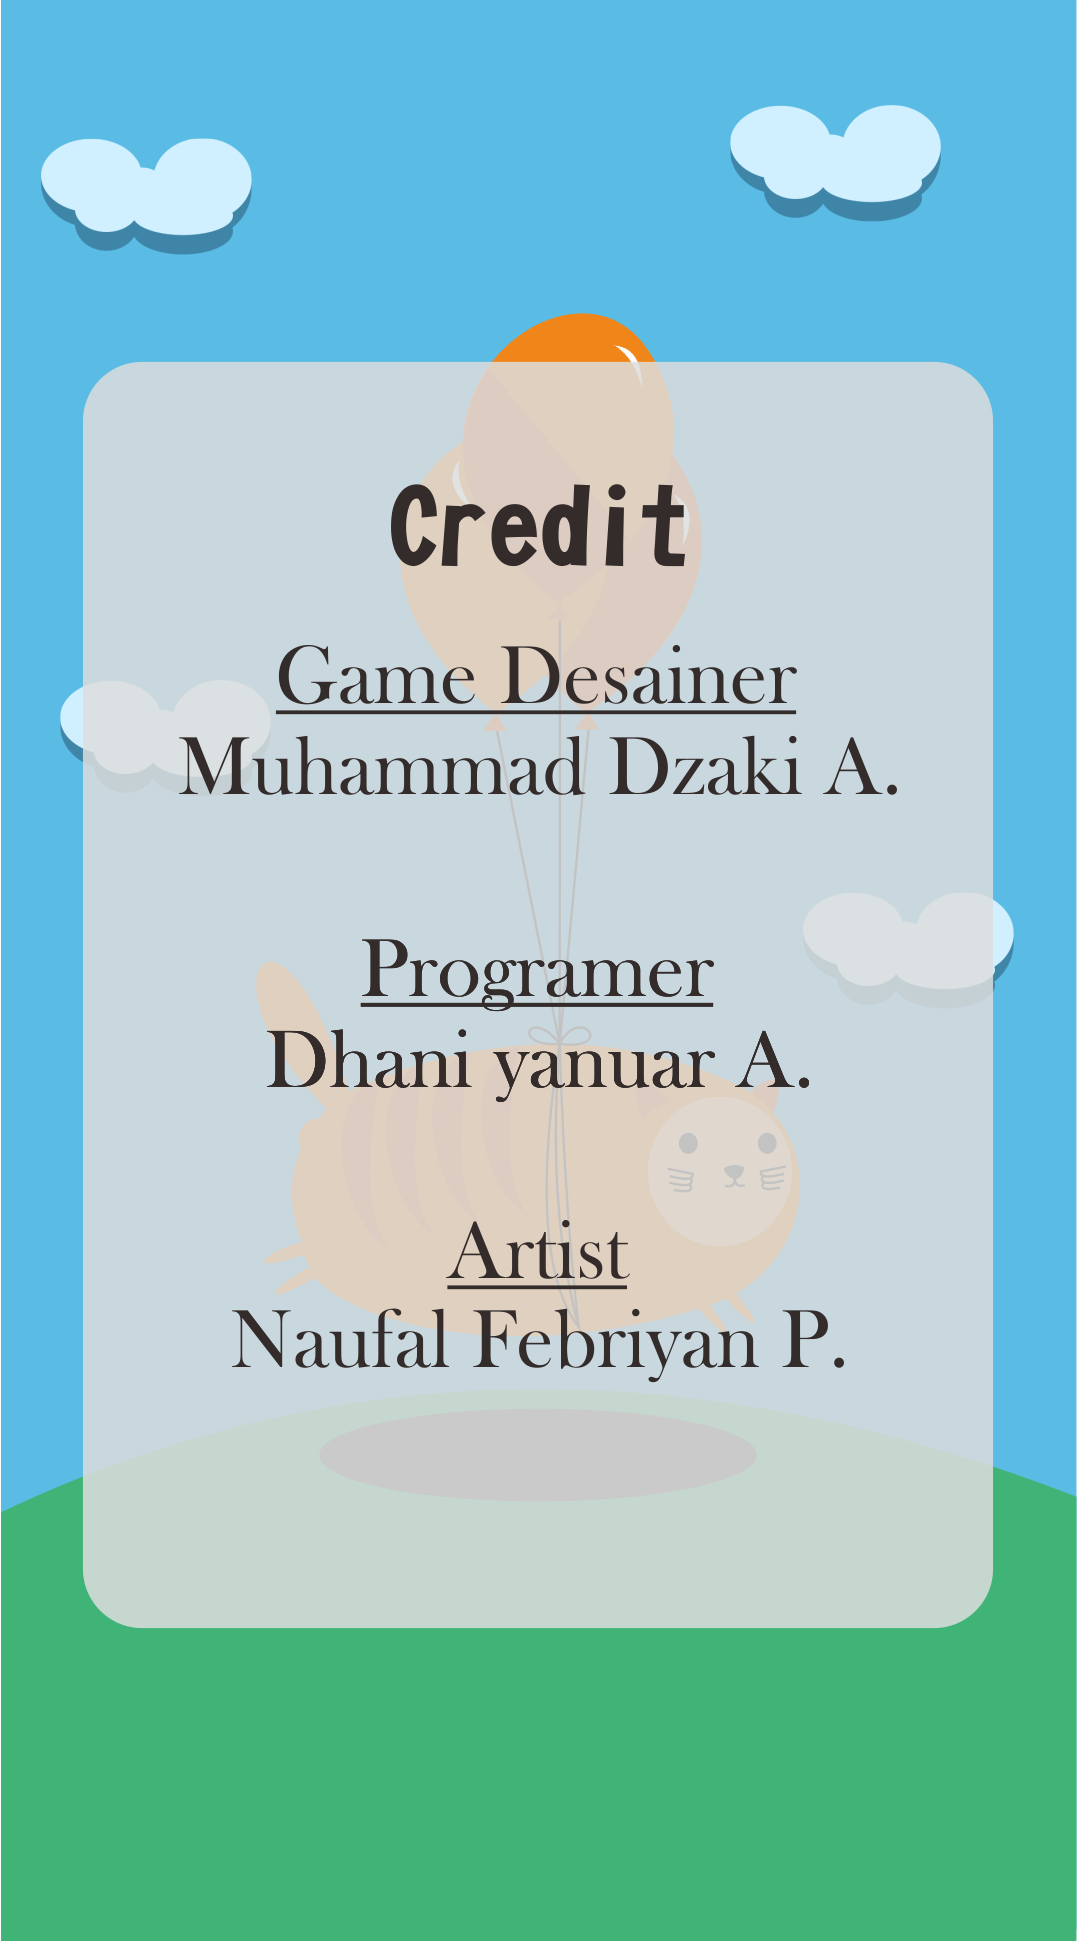 Credit
Game Desainer
Muhammad Dzaki A.
Programer
Dhani yanuar A.
Artist
Naufal Febriyan P.